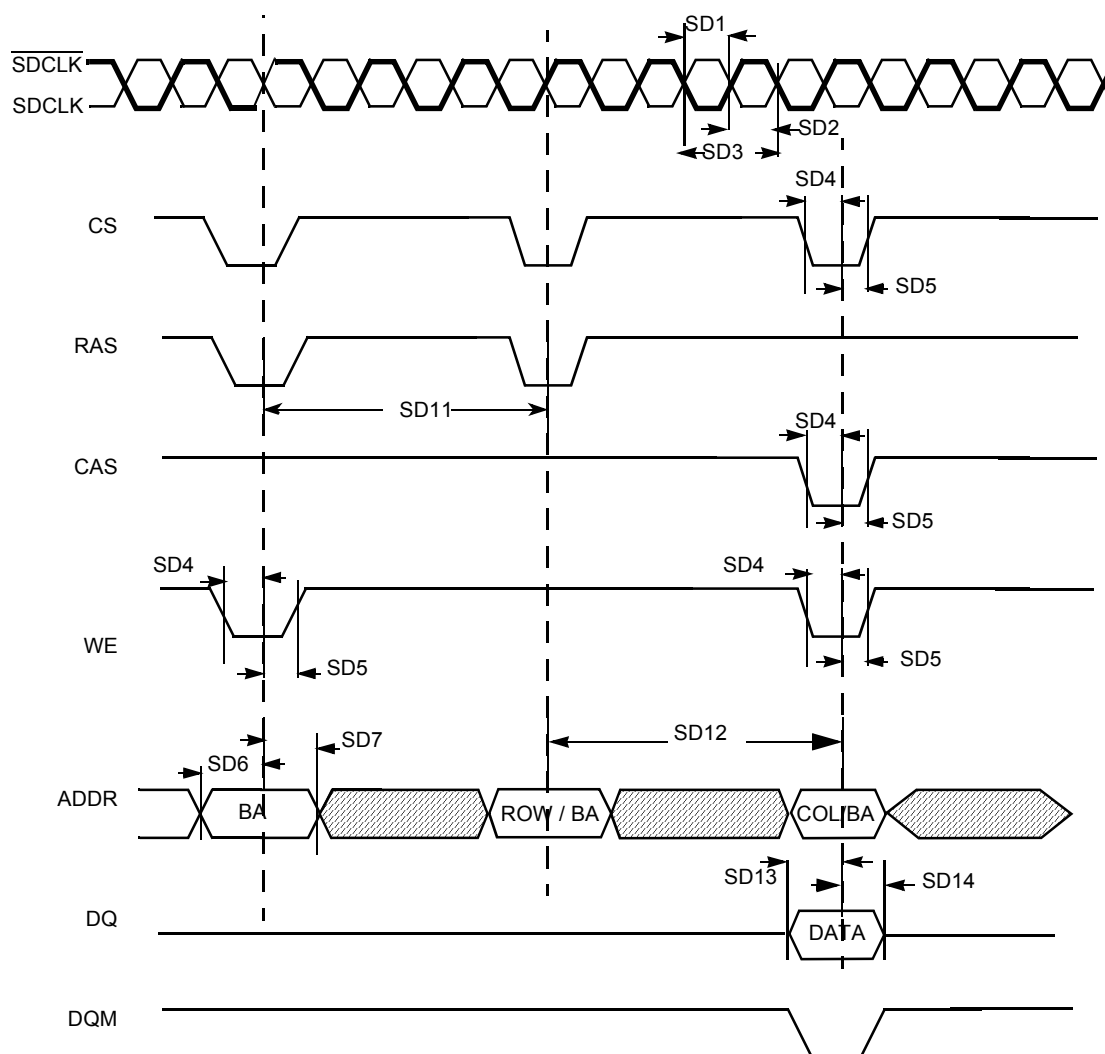 SD1
SDCLK
SDCLK
SD2
SD3
SD4
CS
SD5
RAS
SD11
SD4
CAS
SD5
SD4
SD4
WE
SD5
SD5
SD12
SD7
SD6
ADDR
BA
ROW / BA
COL/BA
SD13
SD14
DQ
DATA
DQM